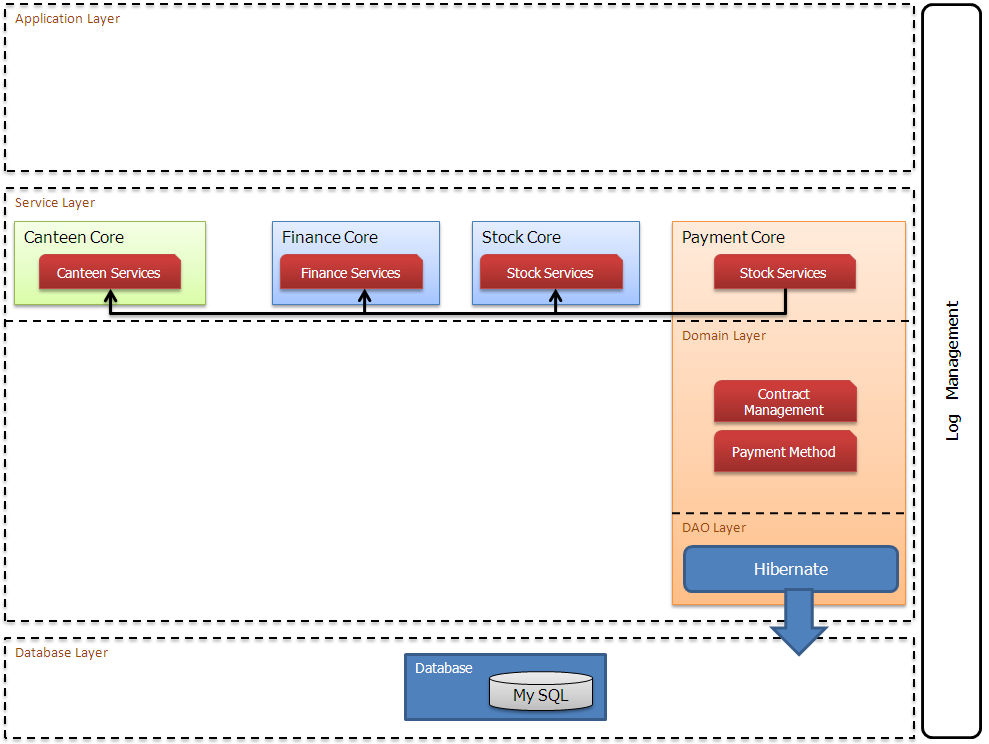 Application Layer
Service Layer
Canteen Core
Canteen Services
Finance Core
Finance Services
Stock Core
Stock Services
Payment Core
Stock Services
Domain Layer
Contract
Management
Payment Method
DAO Layer
Hibernate
Database Layer
Database
My SQL
Log Management